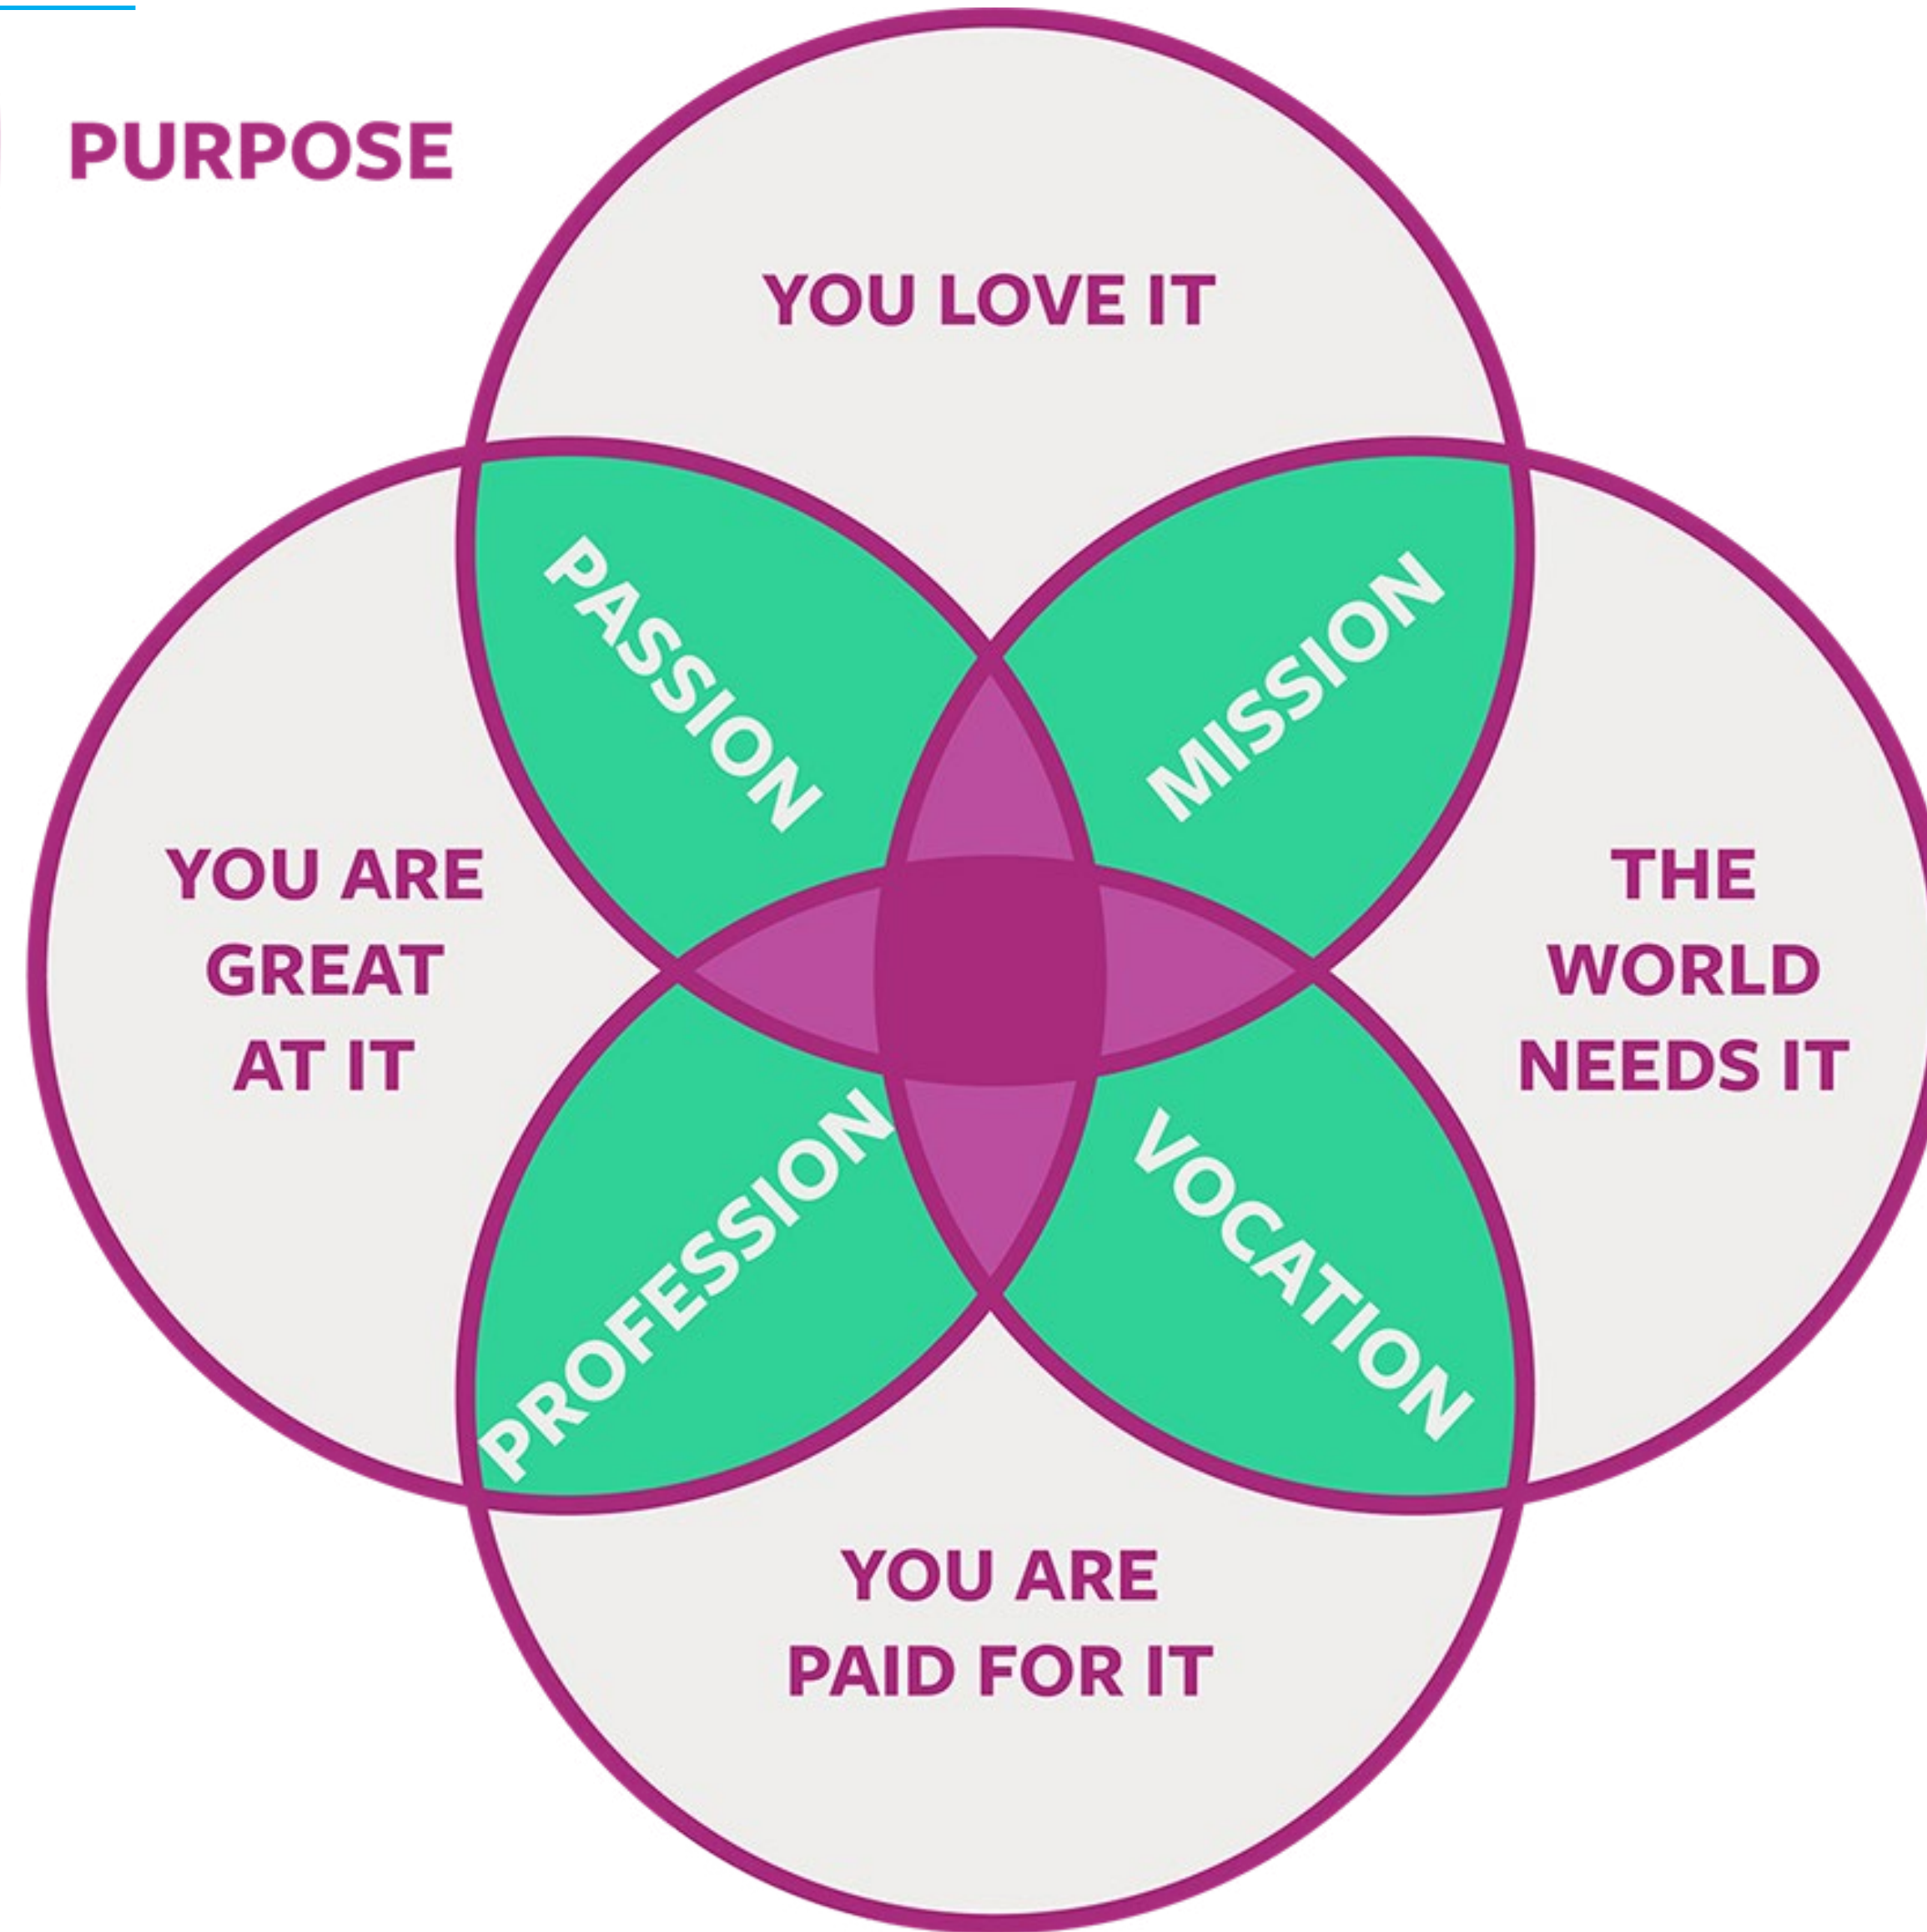 PURPOSE
YOU LOVE IT
PASSION
MISSION
YOU ARE
GREAT
AT IT
THE
WORLD
NEEDS IT
PROFESSION
VOCATION
YOU ARE
PAID FOR IT